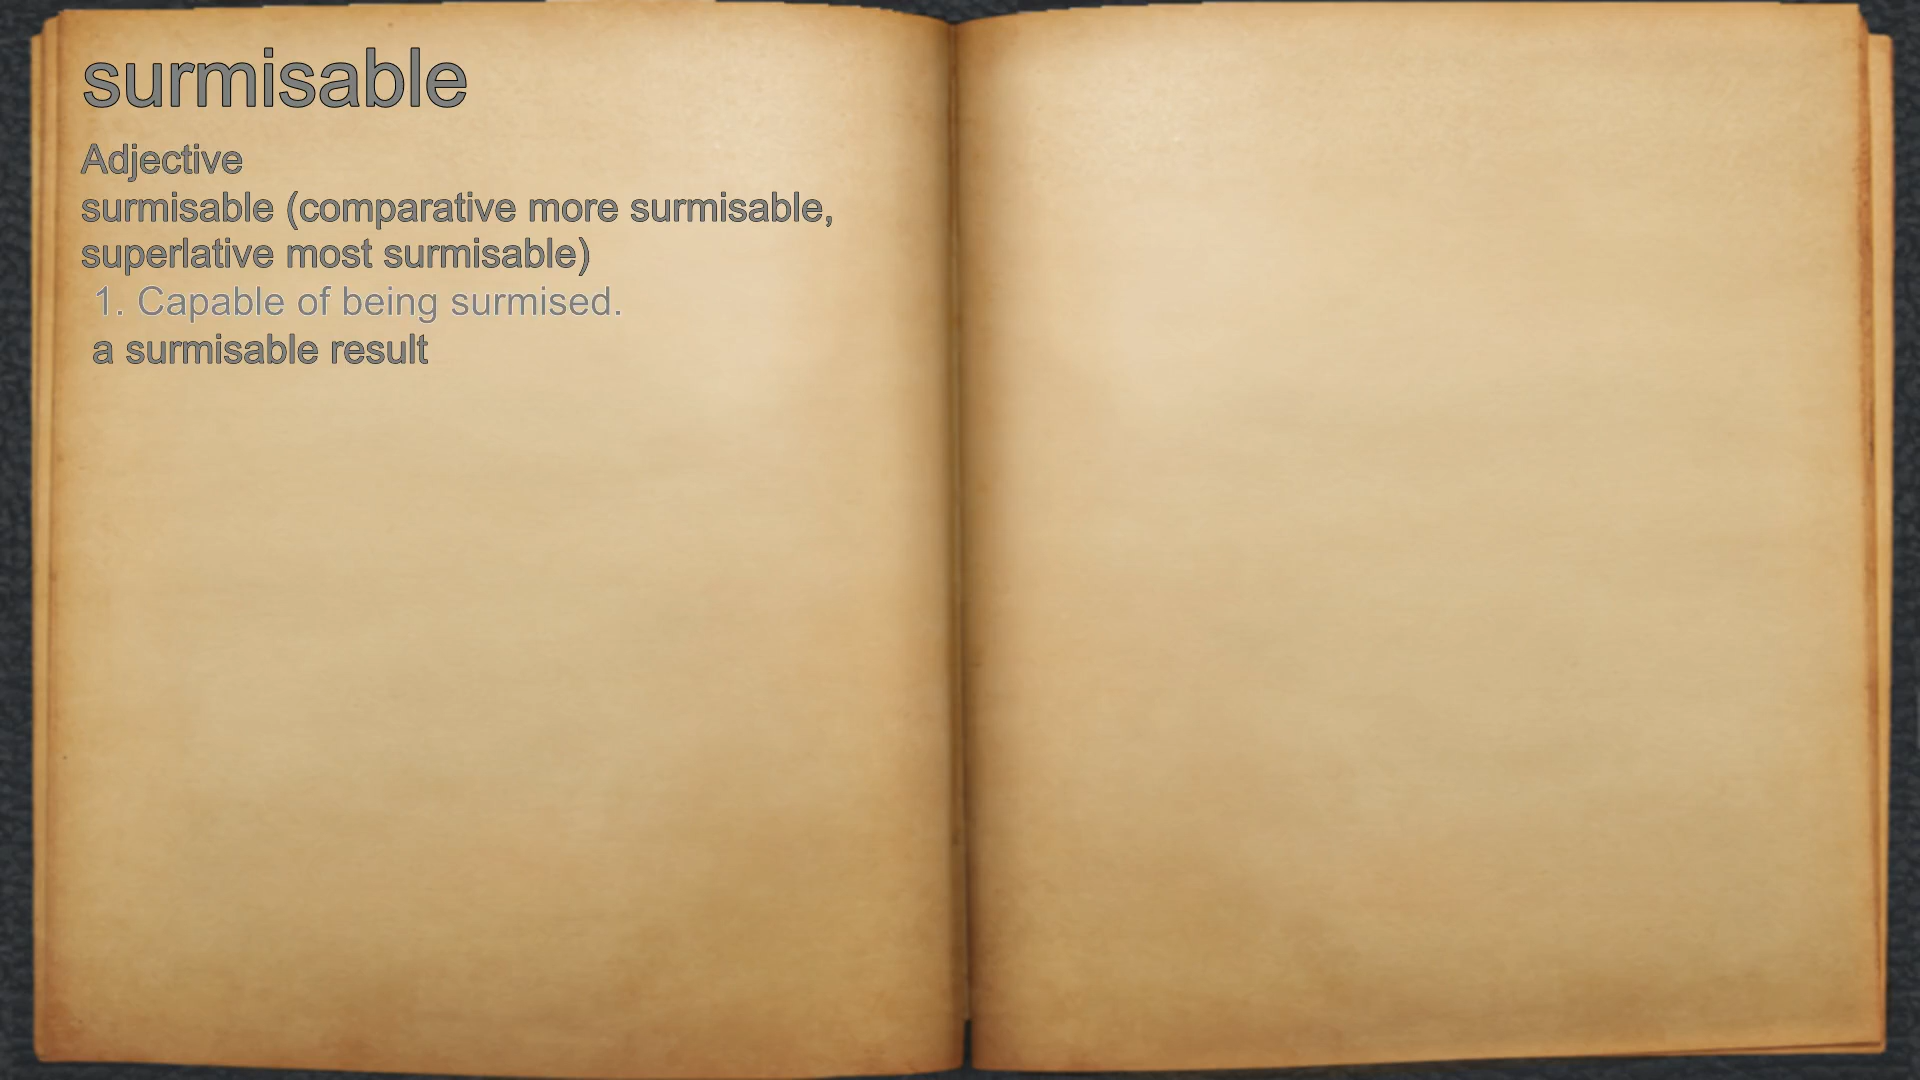 surmisable
Adjective
surmisable (comparative more surmisable,
superlative most surmisable)
1. Capable of being surmised.
a surmisable result